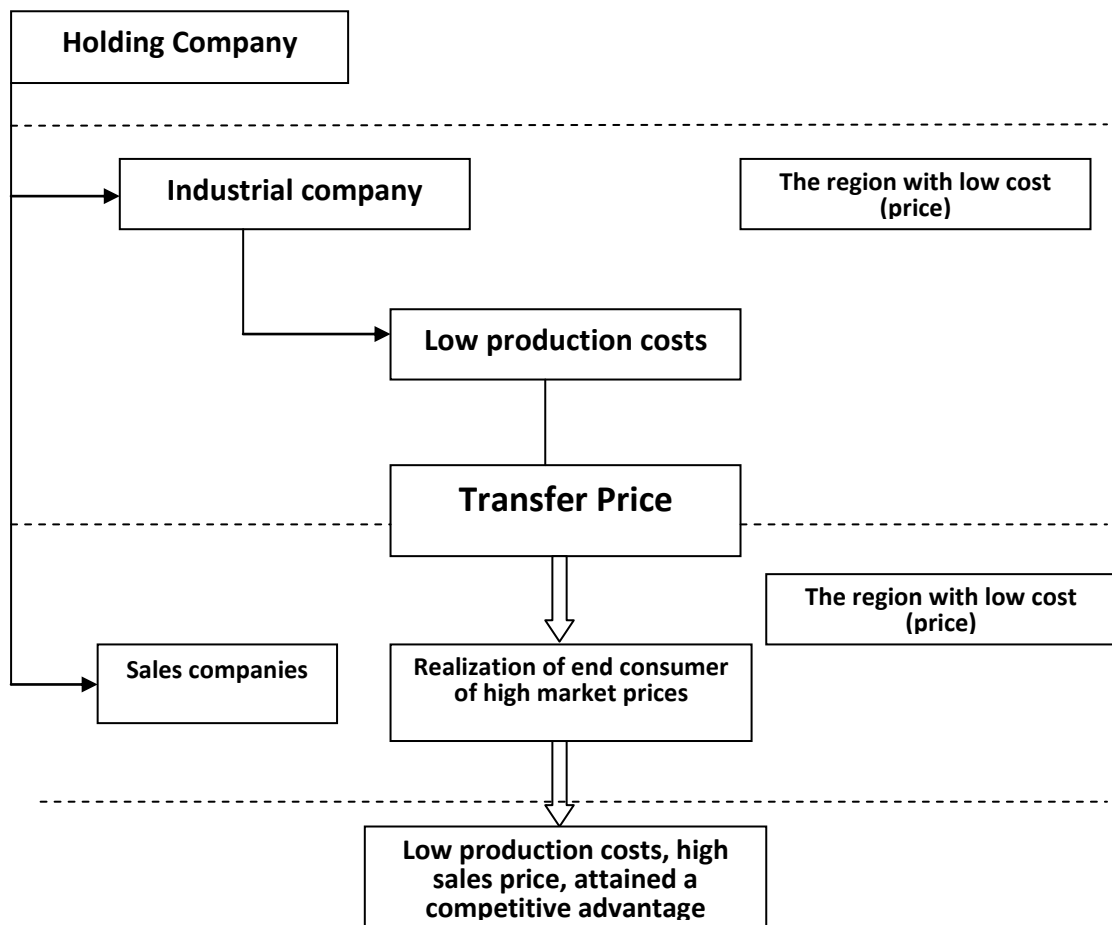 Holding Company
Industrial company
The region with low cost
(price)
Low production costs
Transfer Price
The region with low cost
(price)
Sales companies
Realization of end consumer
of high market prices
Low production costs, high
sales price, attained a
competitive advantage